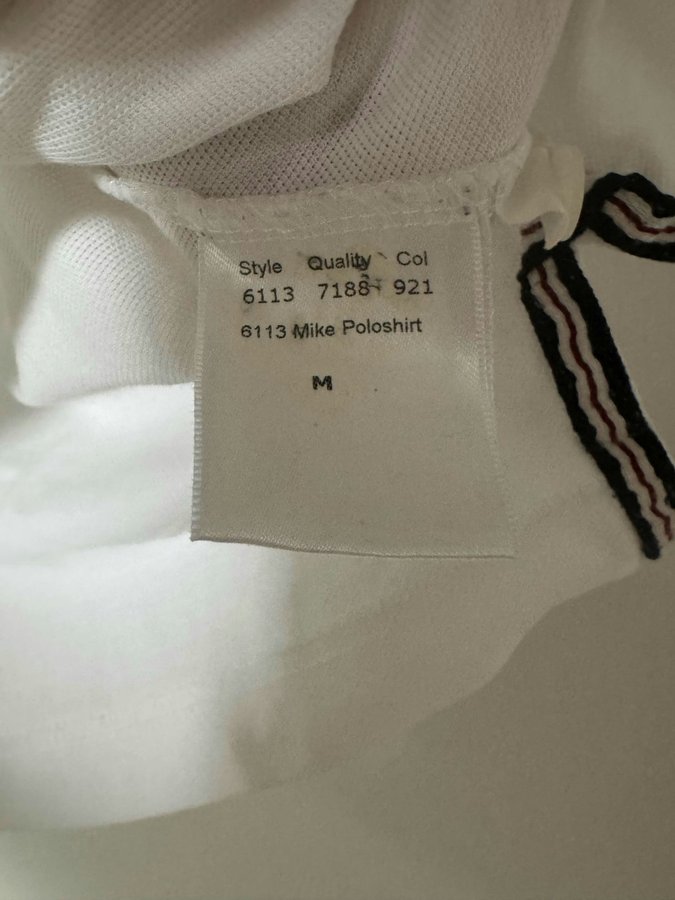 Style Quality Col
6113 7188 921
6113 Mike Poloshirt
M